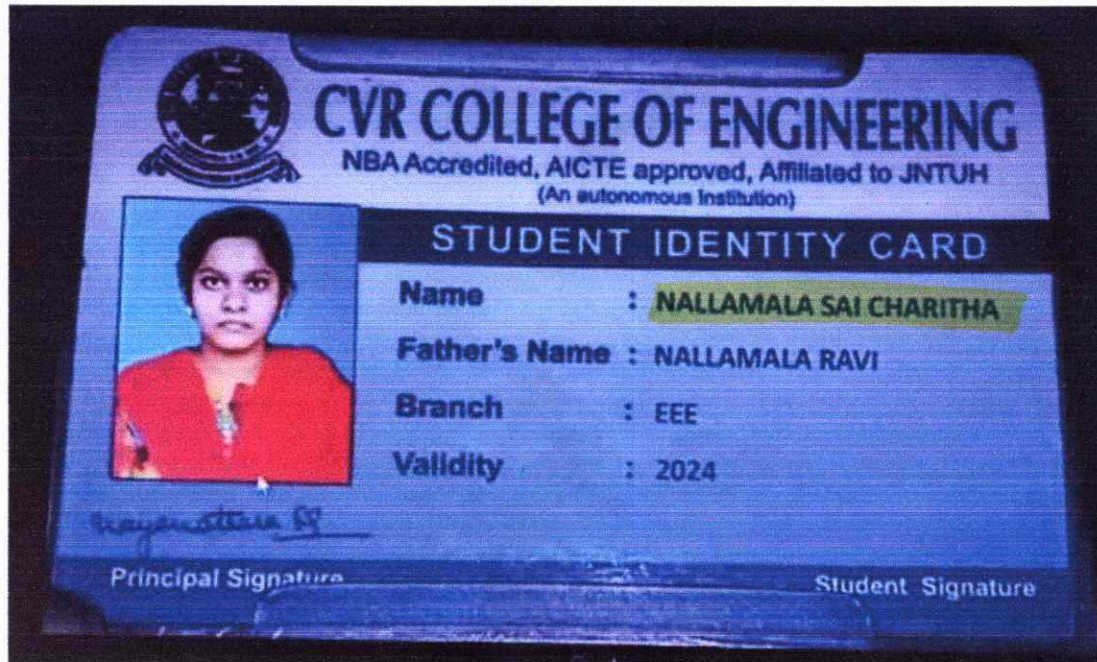 CVR COLLEGE OF ENGINEERING
NBA Accredited, AICTE approved, Affiliated to JNTUH
(An autonomous Institution)
STUDENT IDENTITY CARD
Name : NALLAMALA SAI CHARITHA
Father's Name : NALLAMALA RAVI
Branch : EEE
Validity : 2024
Principal Signature
Student Signature